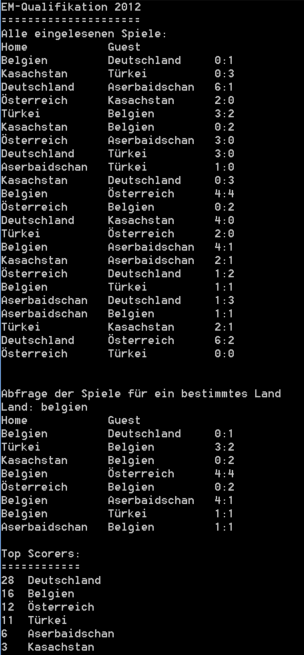 EM-Qualifikation 2012
=====================
Alle eingelesenen Spiele:
Home Guest
Belgien Deutschland 0:1
Kasachstan Türkei 0:3
Deutschland Aserbaidschan 6:1
Österreich Kasachstan 2:0
Türkei Belgien 3:2
Kasachstan Belgien 0:2
Österreich Aserbaidschan 3:0
Deutschland Türkei 3:0
Aserbaidschan Türkei 1:0
Kasachstan Deutschland 0:3
Belgien Österreich 4:4
Österreich Belgien 0:2
Deutschland Kasachstan 4:0
Türkei Österreich 2:0
Belgien Aserbaidschan 4:1
Kasachstan Aserbaidschan 2:1
Österreich Deutschland 1:2
Belgien Türkei 1:1
Aserbaidschan Deutschland 1:3
Aserbaidschan Belgien 1:1
Türkei Kasachstan 2:1
Deutschland Österreich 6:2
Österreich Türkei 0:0
Abfrage der Spiele für ein bestimmtes Land
Land: belgien
Home Guest
Belgien Deutschland 0:1
Türkei Belgien 3:2
Kasachstan Belgien 0:2
Belgien Österreich 4:4
Österreich Belgien 0:2
Belgien Aserbaidschan 4:1
Belgien Türkei 1:1
Aserbaidschan Belgien 1:1
Top Scorers:
============
28 Deutschland
16 Belgien
12 Österreich
11 Türkei
6 Aserbaidschan
3 Kasachstan